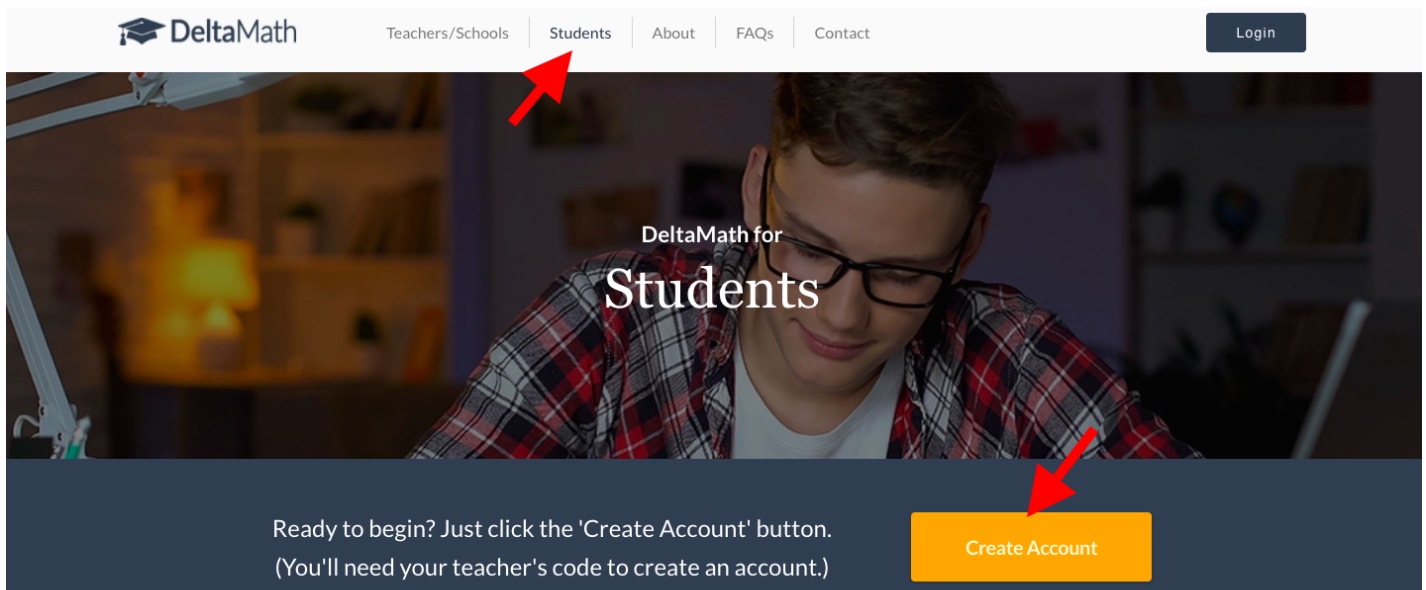 DeltaMath
Teachers/Schools
Students
About
FAQs
Contact
Login
DeltaMath for
Students
Ready to begin? Just click the 'Create Account' button.
(You'll need your teacher's code to create an account.)
Create Account